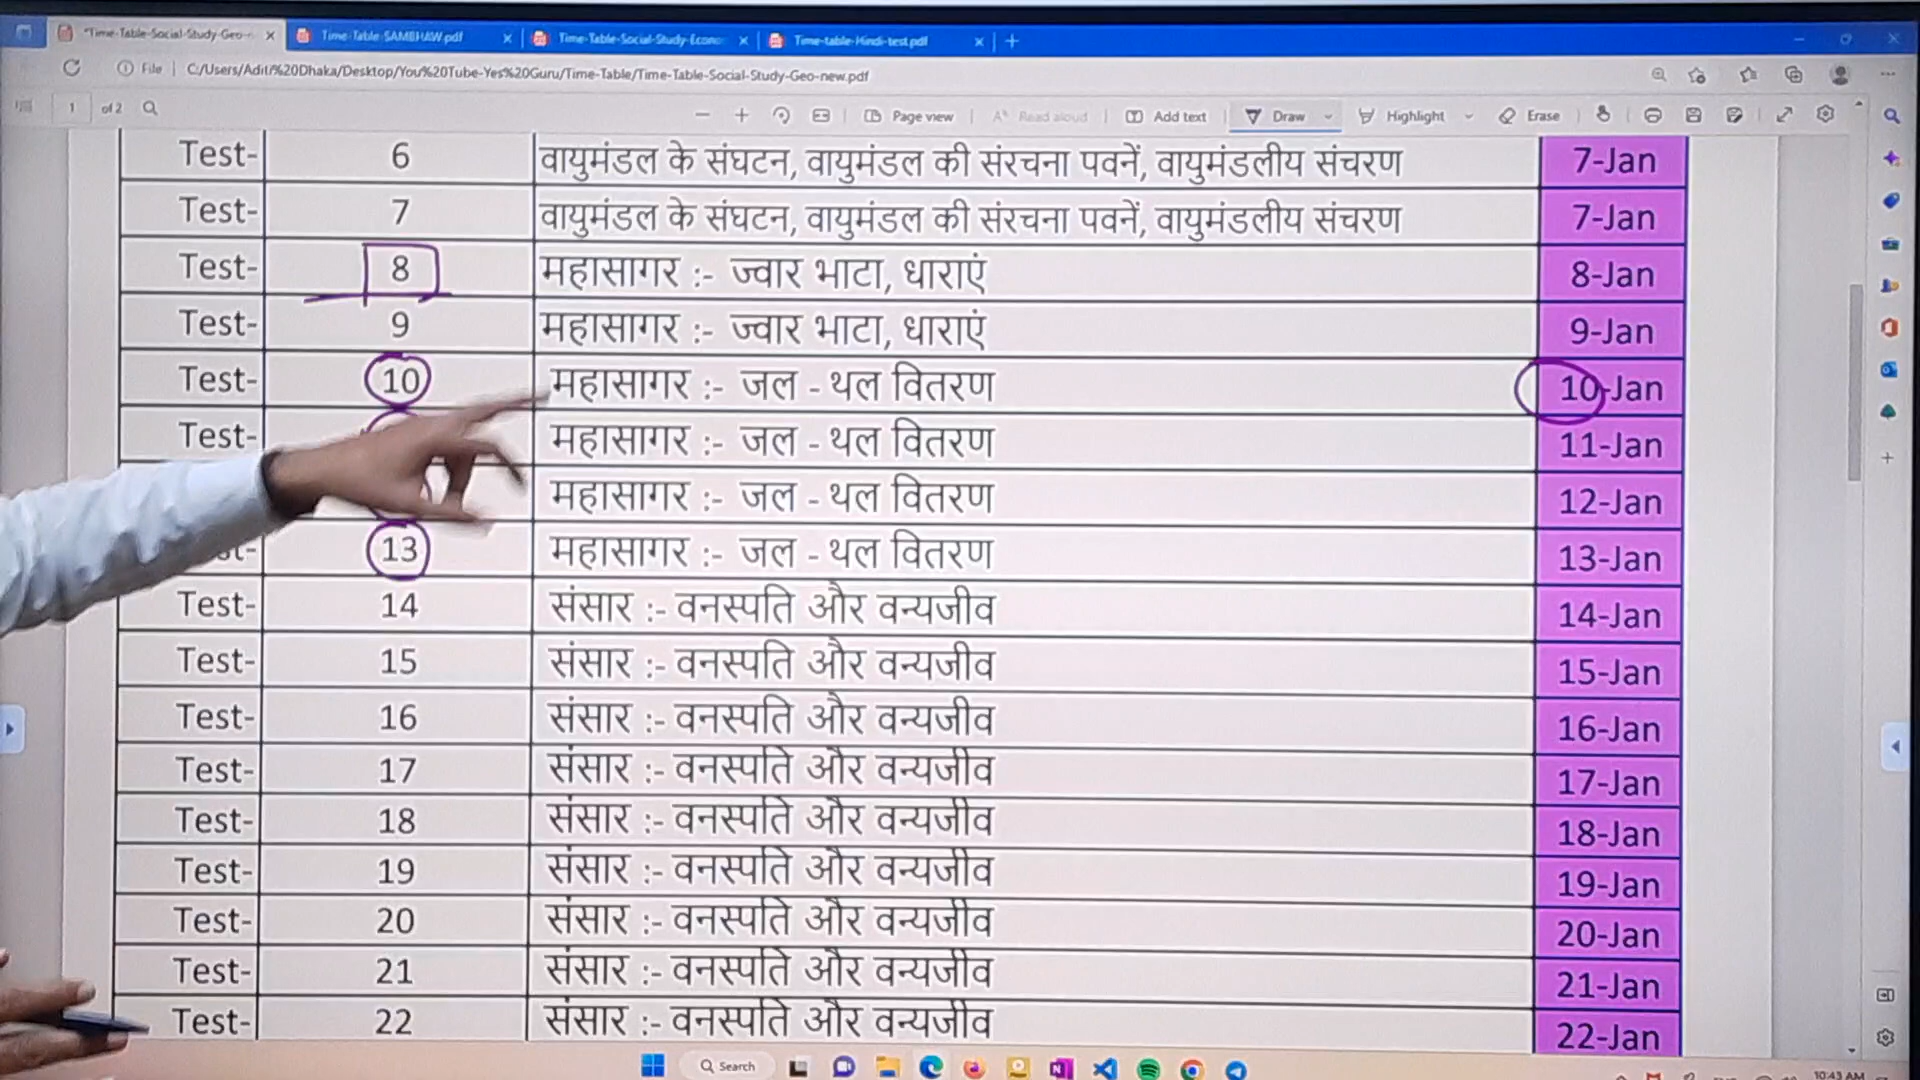 "Time-Table-Social-Study-Geo-n
Time-Table-SAMBHAW.pdf
Time-Table-Social-Study-Econo
Time-table-Hindi-test.pdf
File | C:/Users/Aditi%20Dhaka/Desktop/You%20Tube-Yes%20Guru/Time-Table/Time-Table-Social-Study-Geo-new.pdf
1 of 2
Page view
Read aloud
Add text
Draw
Highlight
Erase
Test- 6 वायुमंडल के संघटन, वायुमंडल की संरचना पवनें, वायुमंडलीय संचरण 7-Jan
Test- 7 वायुमंडल के संघटन, वायुमंडल की संरचना पवनें, वायुमंडलीय संचरण 7-Jan
Test- 8 महासागर :- ज्वार भाटा, धाराएं 8-Jan
Test- 9 महासागर :- ज्वार भाटा, धाराएं 9-Jan
Test- 10 महासागर :- जल - थल वितरण 10-Jan
Test- महासागर :- जल - थल वितरण 11-Jan
महासागर :- जल - थल वितरण 12-Jan
13 महासागर :- जल - थल वितरण 13-Jan
Test- 14 संसार :- वनस्पति और वन्यजीव 14-Jan
Test- 15 संसार :- वनस्पति और वन्यजीव 15-Jan
Test- 16 संसार :- वनस्पति और वन्यजीव 16-Jan
Test- 17 संसार :- वनस्पति और वन्यजीव 17-Jan
Test- 18 संसार :- वनस्पति और वन्यजीव 18-Jan
Test- 19 संसार :- वनस्पति और वन्यजीव 19-Jan
Test- 20 संसार :- वनस्पति और वन्यजीव 20-Jan
Test- 21 संसार :- वनस्पति और वन्यजीव 21-Jan
Test- 22 संसार :- वनस्पति और वन्यजीव 22-Jan
Search
10:43 AM